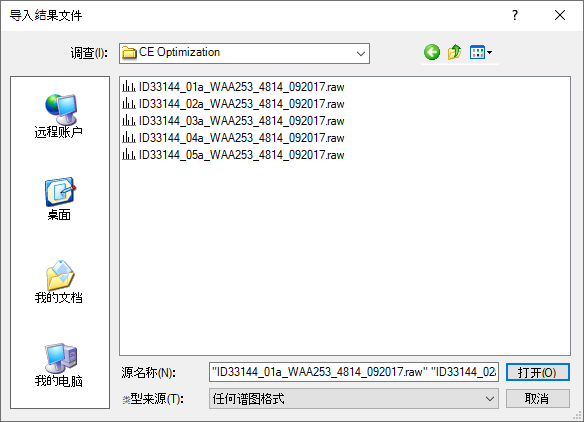 导入结果文件
调查(I):
CE Optimization
ID33144_01a_WAA253_4814_092017.raw
ID33144_02a_WAA253_4814_092017.raw
ID33144_03a_WAA253_4814_092017.raw
ID33144_04a_WAA253_4814_092017.raw
ID33144_05a_WAA253_4814_092017.raw
远程账户
桌面
我的文档
我的电脑
源名称(N):
"ID33144_01a_WAA253_4814_092017.raw" "ID33144_02a
打开(O)
类型来源(T):
任何谱图格式
取消